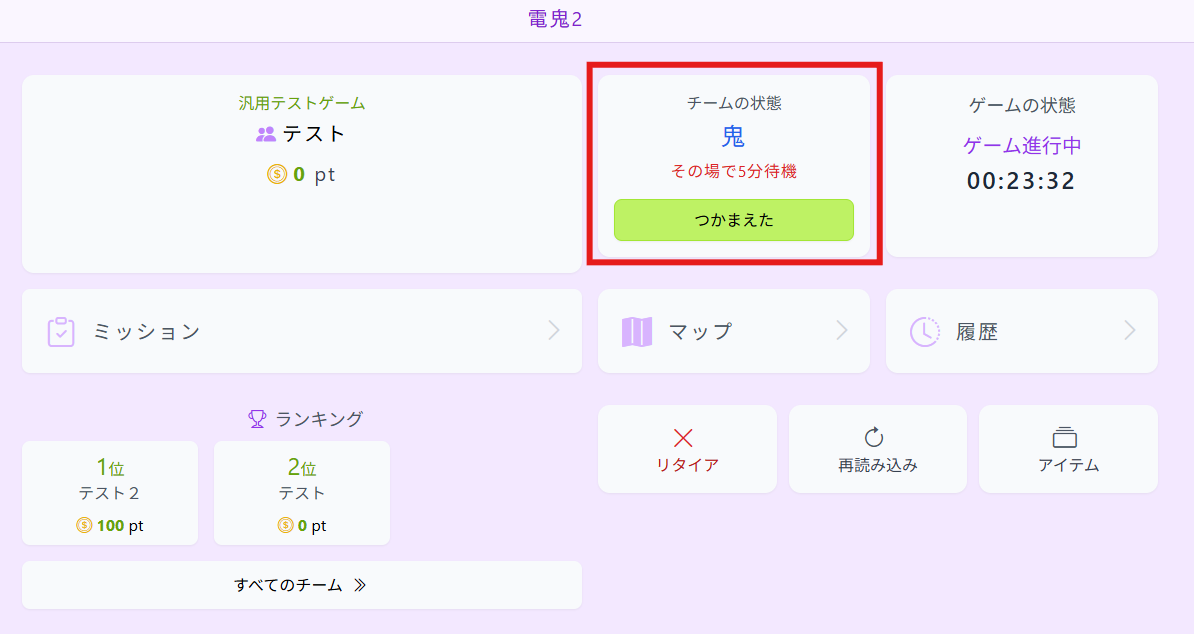 電鬼2
汎用テストゲーム
テスト
0 pt
チームの状態
鬼
その場で5分待機
つかまえた
ゲームの状態
ゲーム進行中
00:23:32
ミッション
マップ
履歴
ランキング
1位
テスト２
100 pt
2位
テスト
0 pt
すべてのチーム
リタイア
再読み込み
アイテム